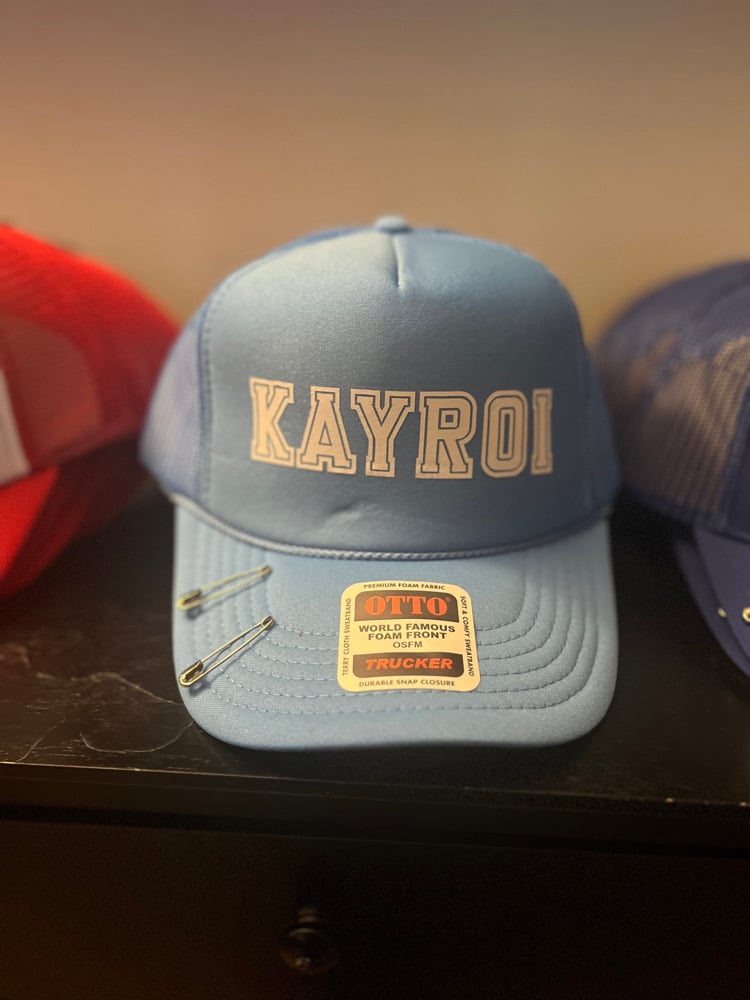 KAYROI
PREMIUM FOAM FABRIC
TERRY CLOTH SWEATBAND
OTTO®
WORLD FAMOUS
FOAM FRONT
OSFM
TRUCKER
SOFT & COMFY SWEATBAND
DURABLE SNAP CLOSURE